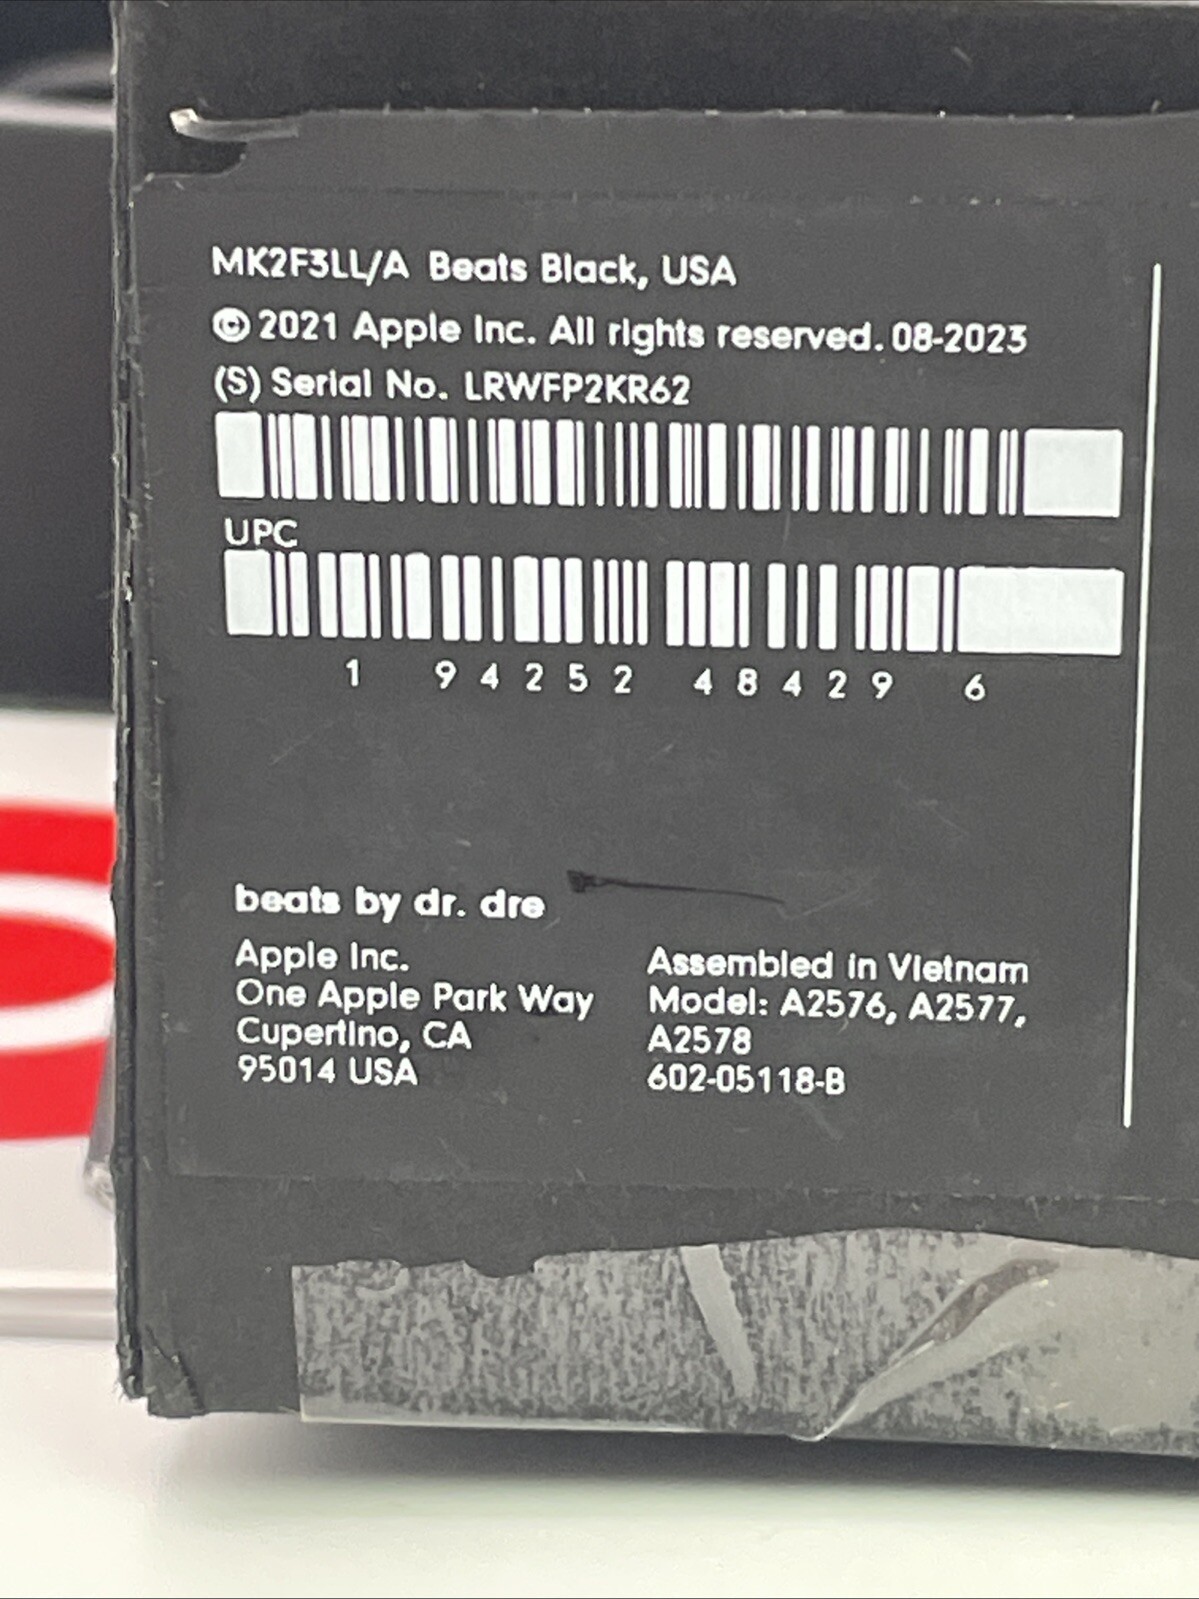 MK2F3LL/A Beats Black, USA
© 2021 Apple Inc. All rights reserved. 08-2023
(S) Serial No. LRWFP2KR62
UPC
1 94252 48429 6
beats by dr. dre
Apple Inc.
One Apple Park Way
Cupertino, CA
95014 USA
Assembled in Vietnam
Model: A2576, A2577,
A2578
602-05118-B